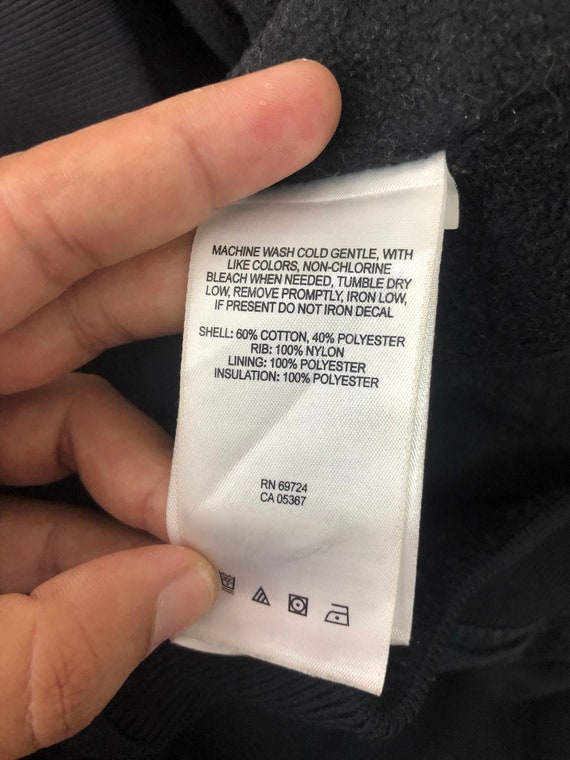 MACHINE WASH COLD GENTLE, WITH
LIKE COLORS, NON-CHLORINE
BLEACH WHEN NEEDED, TUMBLE DRY
LOW, REMOVE PROMPTLY, IRON LOW,
IF PRESENT DO NOT IRON DECAL
SHELL: 60% COTTON, 40% POLYESTER
RIB: 100% NYLON
LINING: 100% POLYESTER
INSULATION: 100% POLYESTER
RN 69724
CA 05367